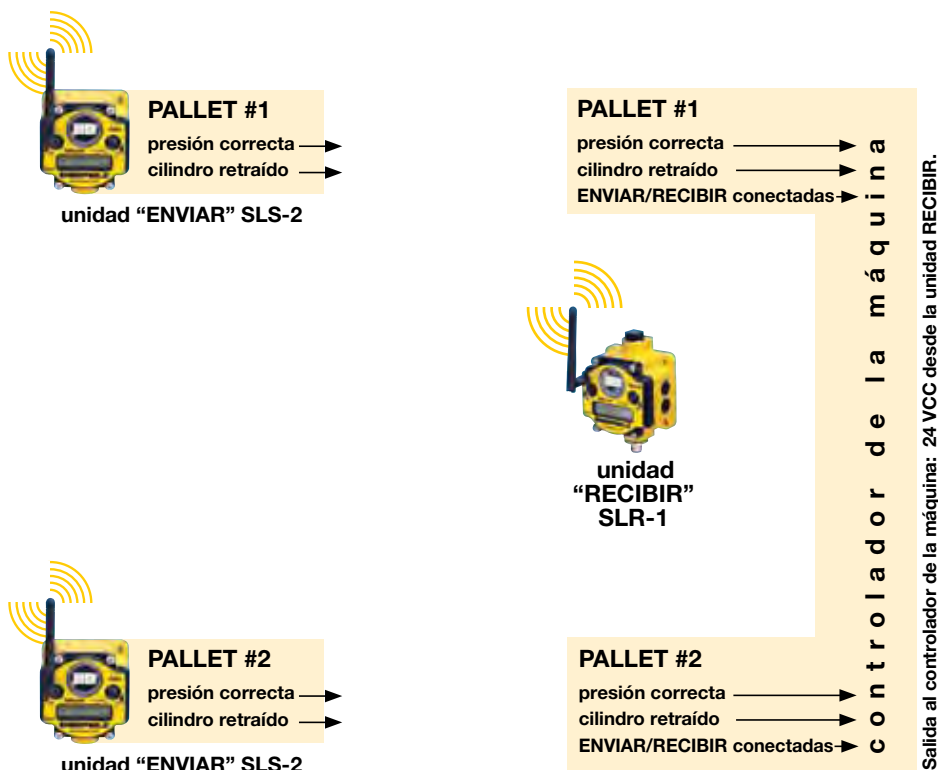 PALLET #1
presión correcta
cilindro retraído
unidad “ENVIAR” SLS-2
PALLET #1
presión correcta
cilindro retraído
ENVIAR/RECIBIR conectadas
unidad
“RECIBIR”
SLR-1
PALLET #2
presión correcta
cilindro retraído
unidad “ENVIAR” SLS-2
PALLET #2
presión correcta
cilindro retraído
ENVIAR/RECIBIR conectadas
controlador de la máquina
Salida al controlador de la máquina: 24 VCC desde la unidad RECIBIR.